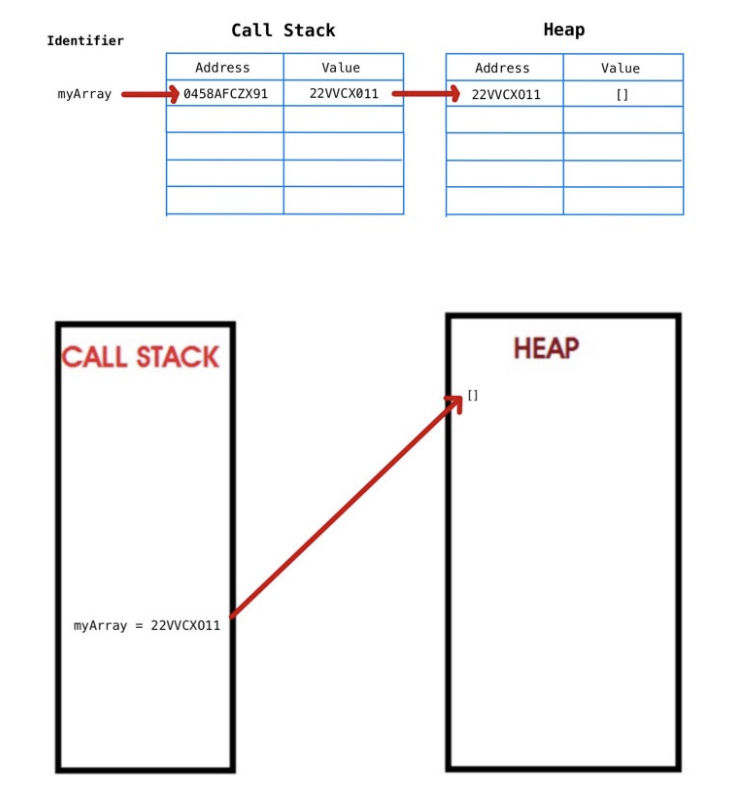 Call Stack
Heap
Identifier
Address Value
Address Value
myArray
0458AFCZX91 22VVCX011
22VVCX011 []
CALL STACK
HEAP
[]
myArray = 22VVCX011